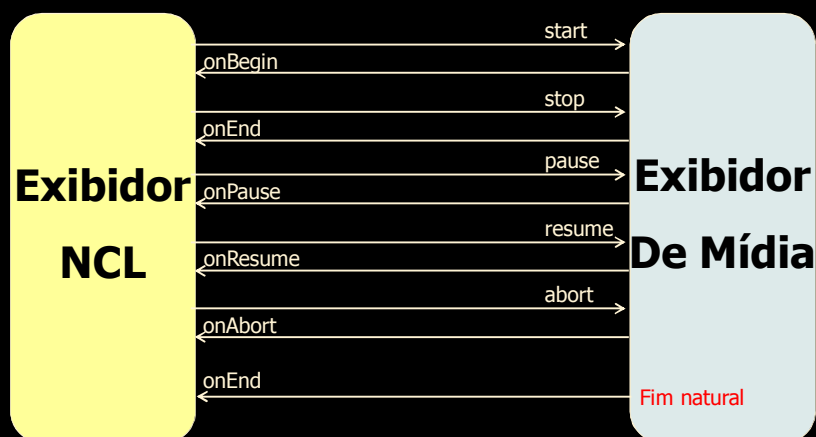 start
onBegin
stop
onEnd
pause
onPause
resume
onResume
abort
onAbort
onEnd
Fim natural
Exibidor
NCL
Exibidor
De Mídia